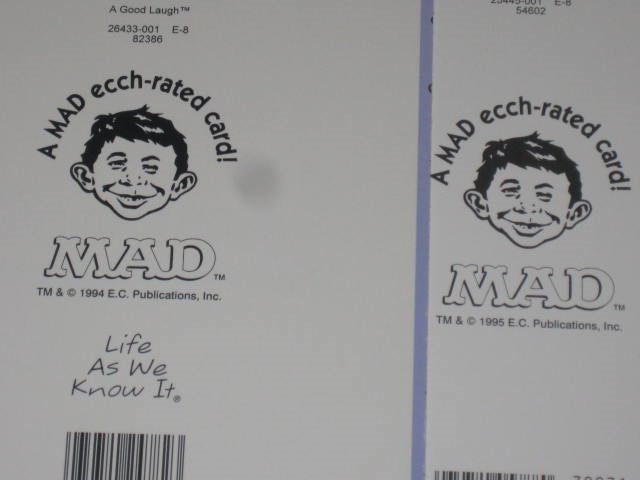 A Good Laugh™
26433-001 E-8
82386
A MAD ecch-rated card!
MAD™
TM & © 1994 E.C. Publications, Inc.
Life
As We
Know It®
E-8
54602
A MAD ecch-rated card!
MAD™
TM & © 1995 E.C. Publications, Inc.